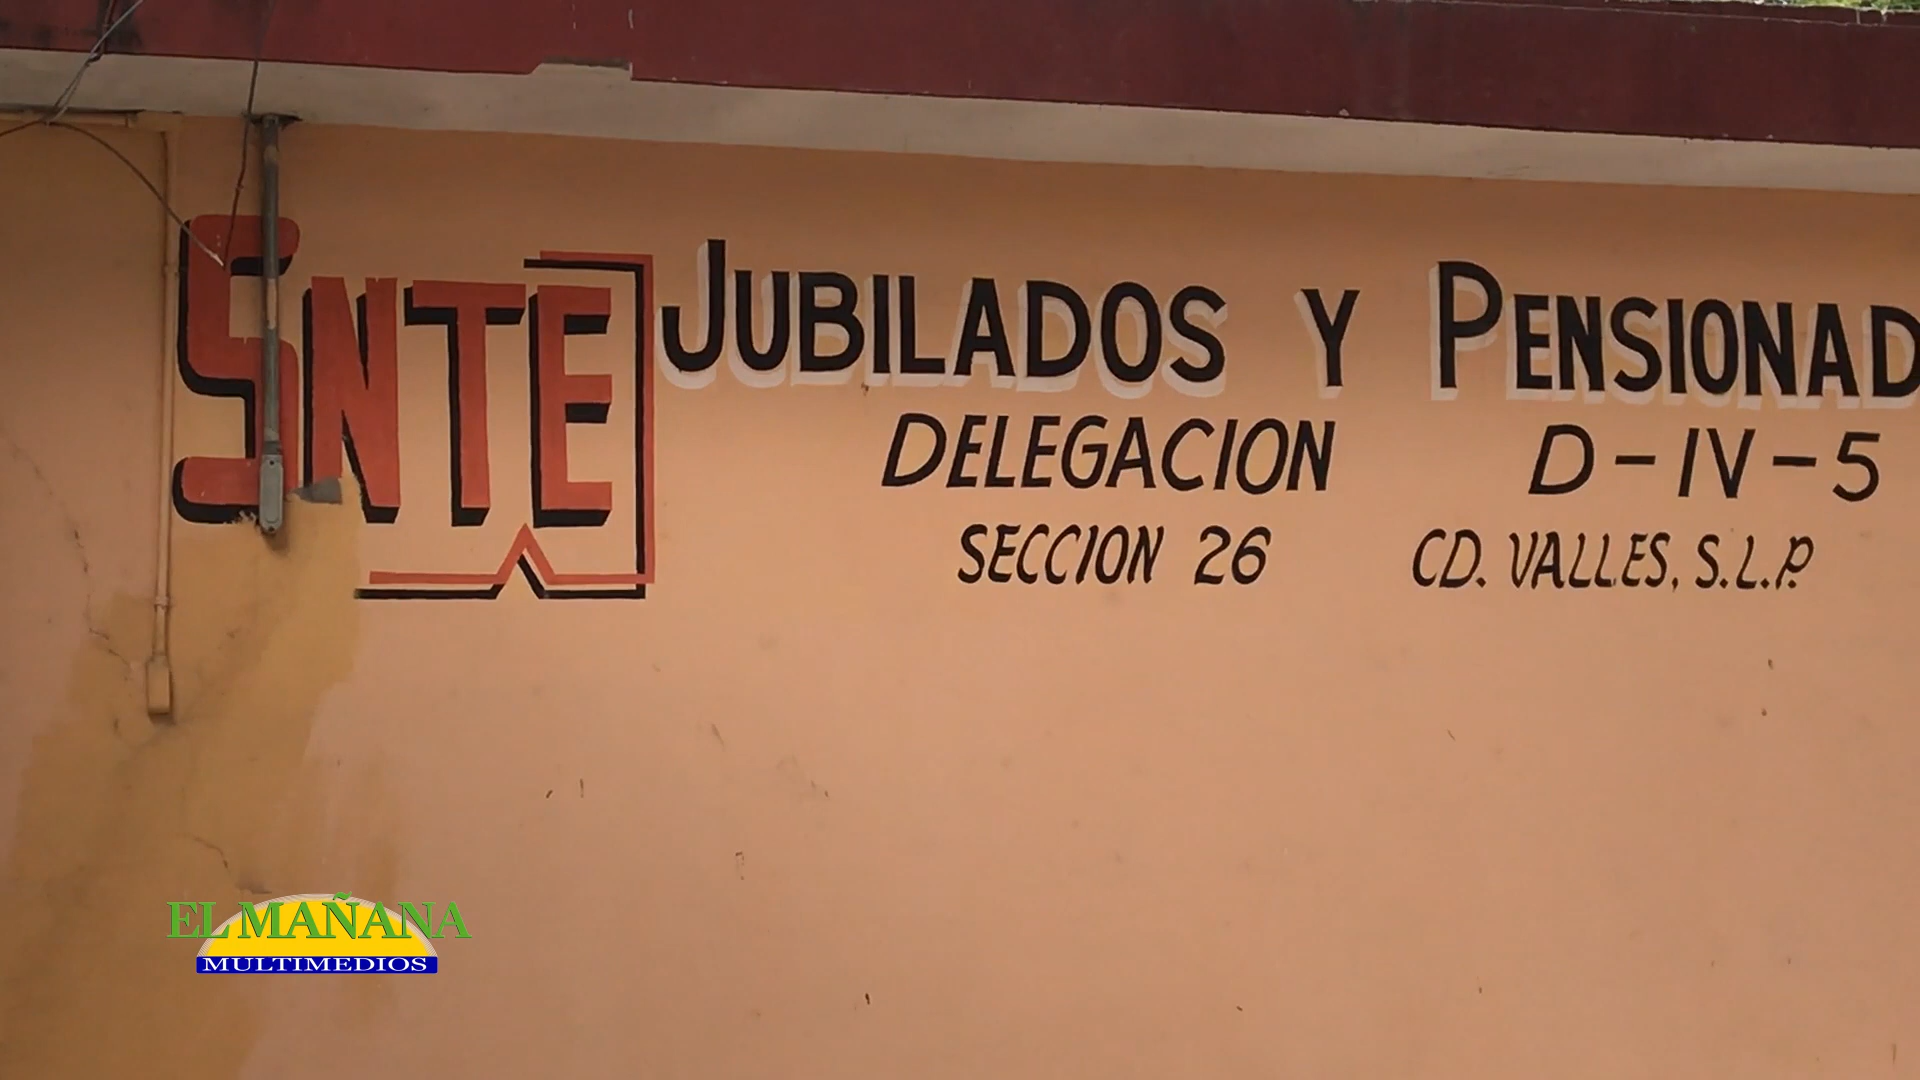 SNTE
JUBILADOS Y PENSIONAD
DELEGACION D-IV-5
SECCION 26 CD. VALLES, S.L.P.
EL MAÑANA
MULTIMEDIOS